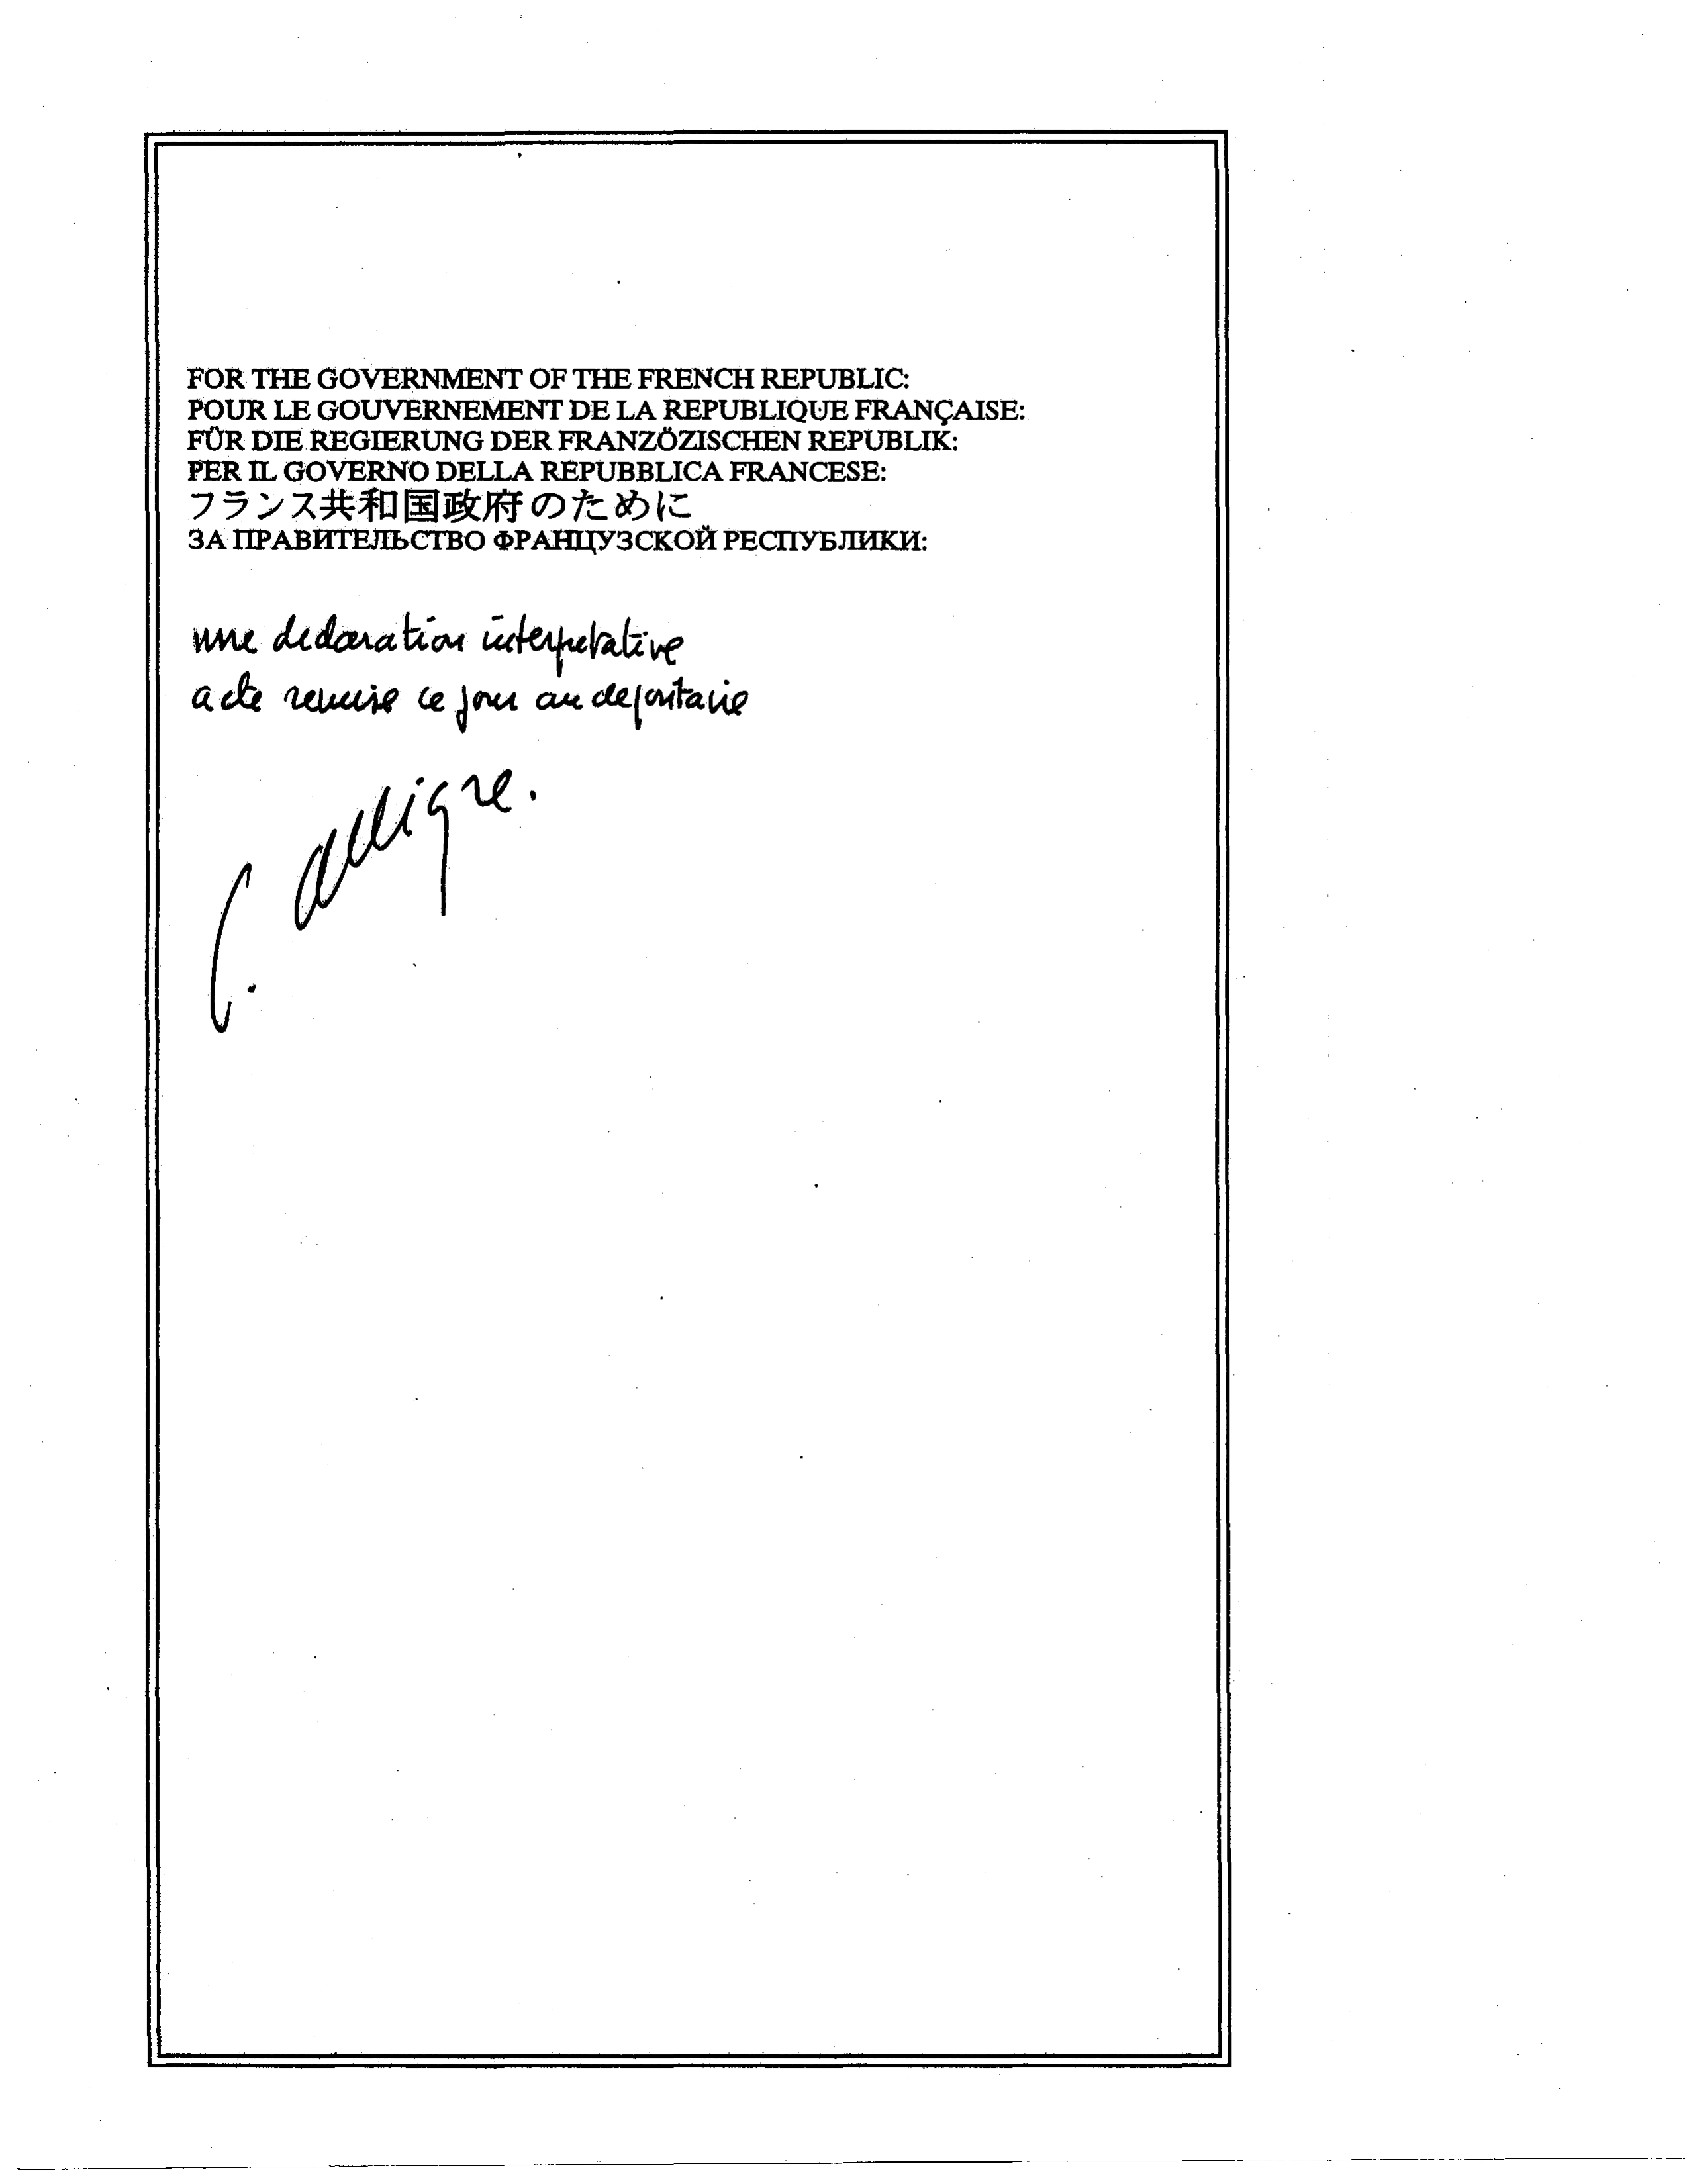 FOR THE GOVERNMENT OF THE FRENCH REPUBLIC:
POUR LE GOUVERNEMENT DE LA REPUBLIQUE FRANÇAISE:
FÜR DIE REGIERUNG DER FRANZÖZISCHEN REPUBLIK:
PER IL GOVERNO DELLA REPUBBLICA FRANCESE:
フランス共和国政府のために
ЗА ПРАВИТЕЛЬСТВО ФРАНЦУЗСКОЙ РЕСПУБЛИКИ:
une declaration interpretative
a ete remise ce jour au depositaire